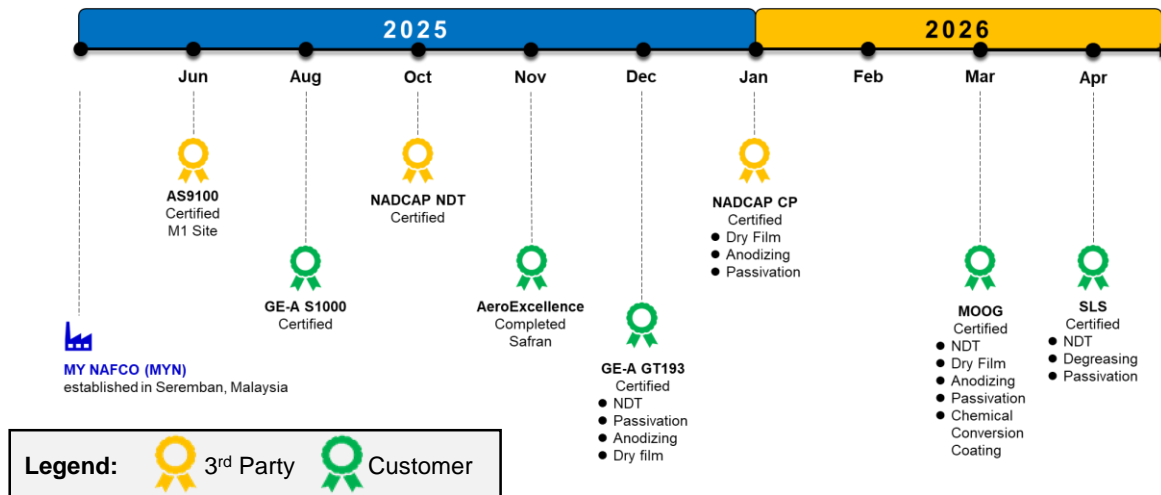 2025
2026
Jun
Aug
Oct
Nov
Dec
Jan
Feb
Mar
Apr
MY NAFCO (MYN)
established in Seremban, Malaysia
AS9100
Certified
M1 Site
GE-A S1000
Certified
NADCAP NDT
Certified
AeroExcellence
Completed
Safran
GE-A GT193
Certified
● NDT
● Passivation
● Anodizing
● Dry film
NADCAP CP
Certified
● Dry Film
● Anodizing
● Passivation
MOOG
Certified
● NDT
● Dry Film
● Anodizing
● Passivation
● Chemical
Conversion
Coating
SLS
Certified
● NDT
● Degreasing
● Passivation
Legend: 3rd Party Customer